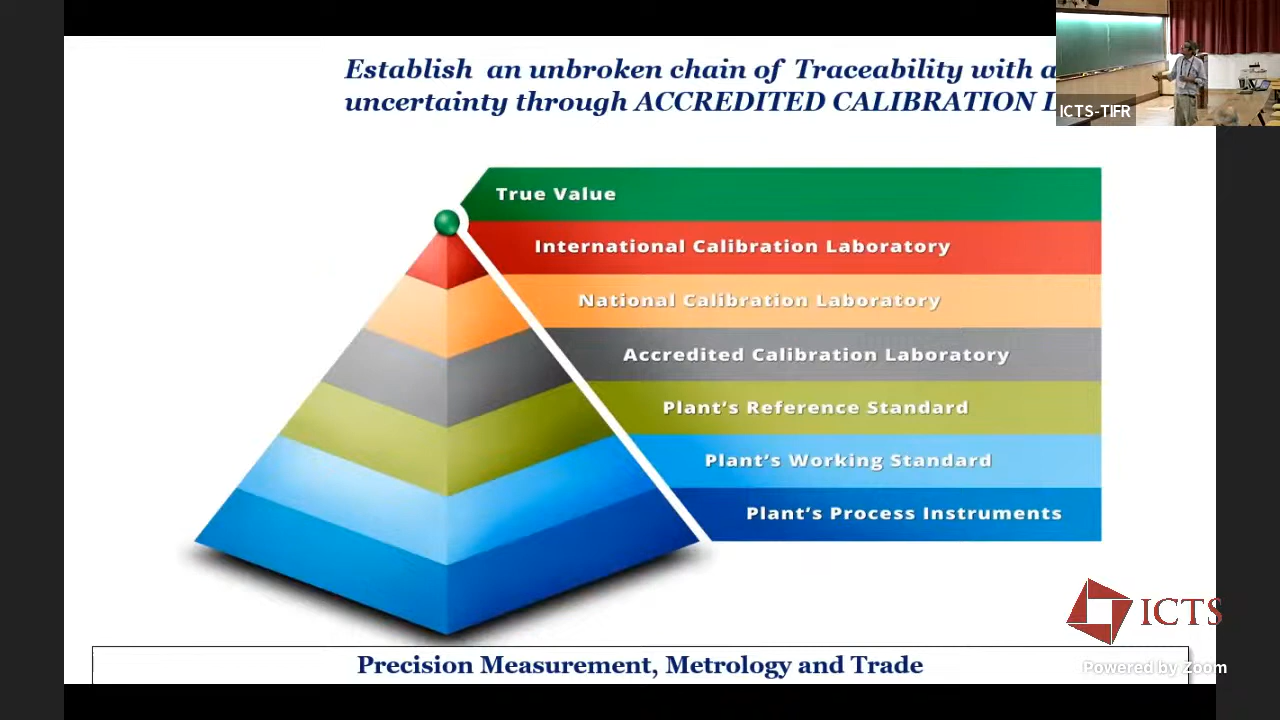 Establish an unbroken chain of Traceability with a
uncertainty through ACCREDITED CALIBRATION
ICTS-TIFR
True Value
International Calibration Laboratory
National Calibration Laboratory
Accredited Calibration Laboratory
Plant's Reference Standard
Plant's Working Standard
Plant's Process Instruments
ICTS
Precision Measurement, Metrology and Trade
Powered by Zoom